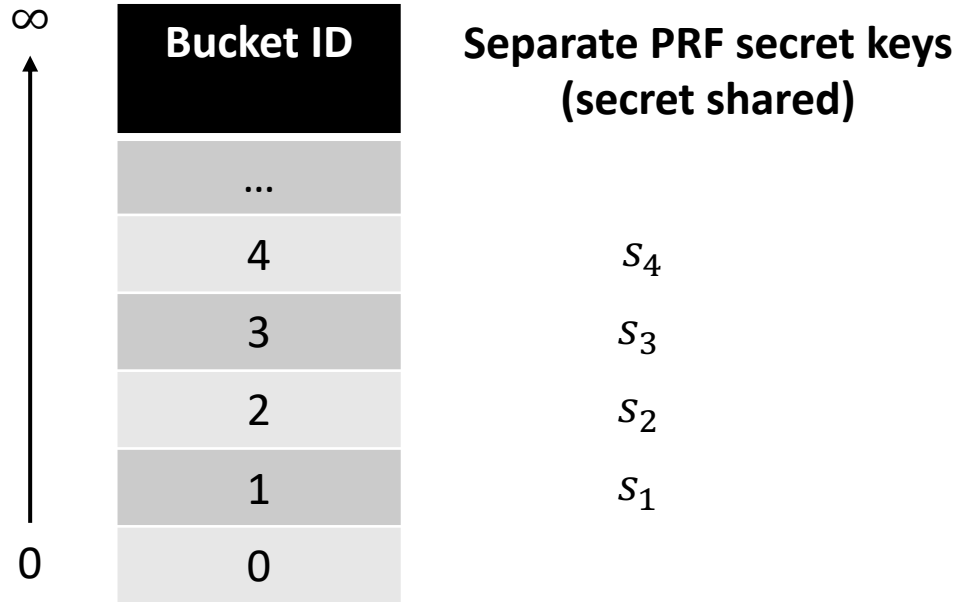 ∞
Bucket ID
Separate PRF secret keys
(secret shared)
...
4
s₄
3
s₃
2
s₂
1
s₁
0
0